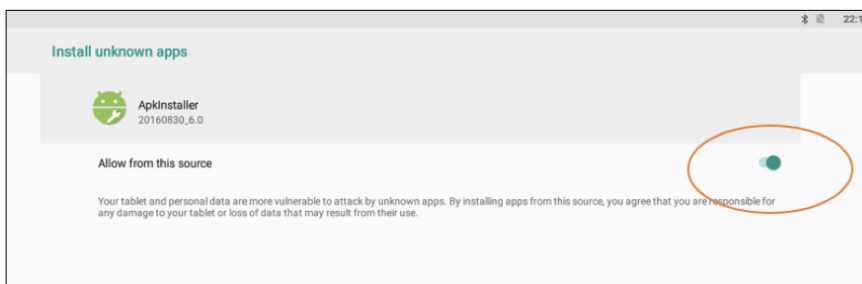 22:1
Install unknown apps
ApkInstaller
20160830_6.0
Allow from this source
Your tablet and personal data are more vulnerable to attack by unknown apps. By installing apps from this source, you agree that you are responsible for
any damage to your tablet or loss of data that may result from their use.